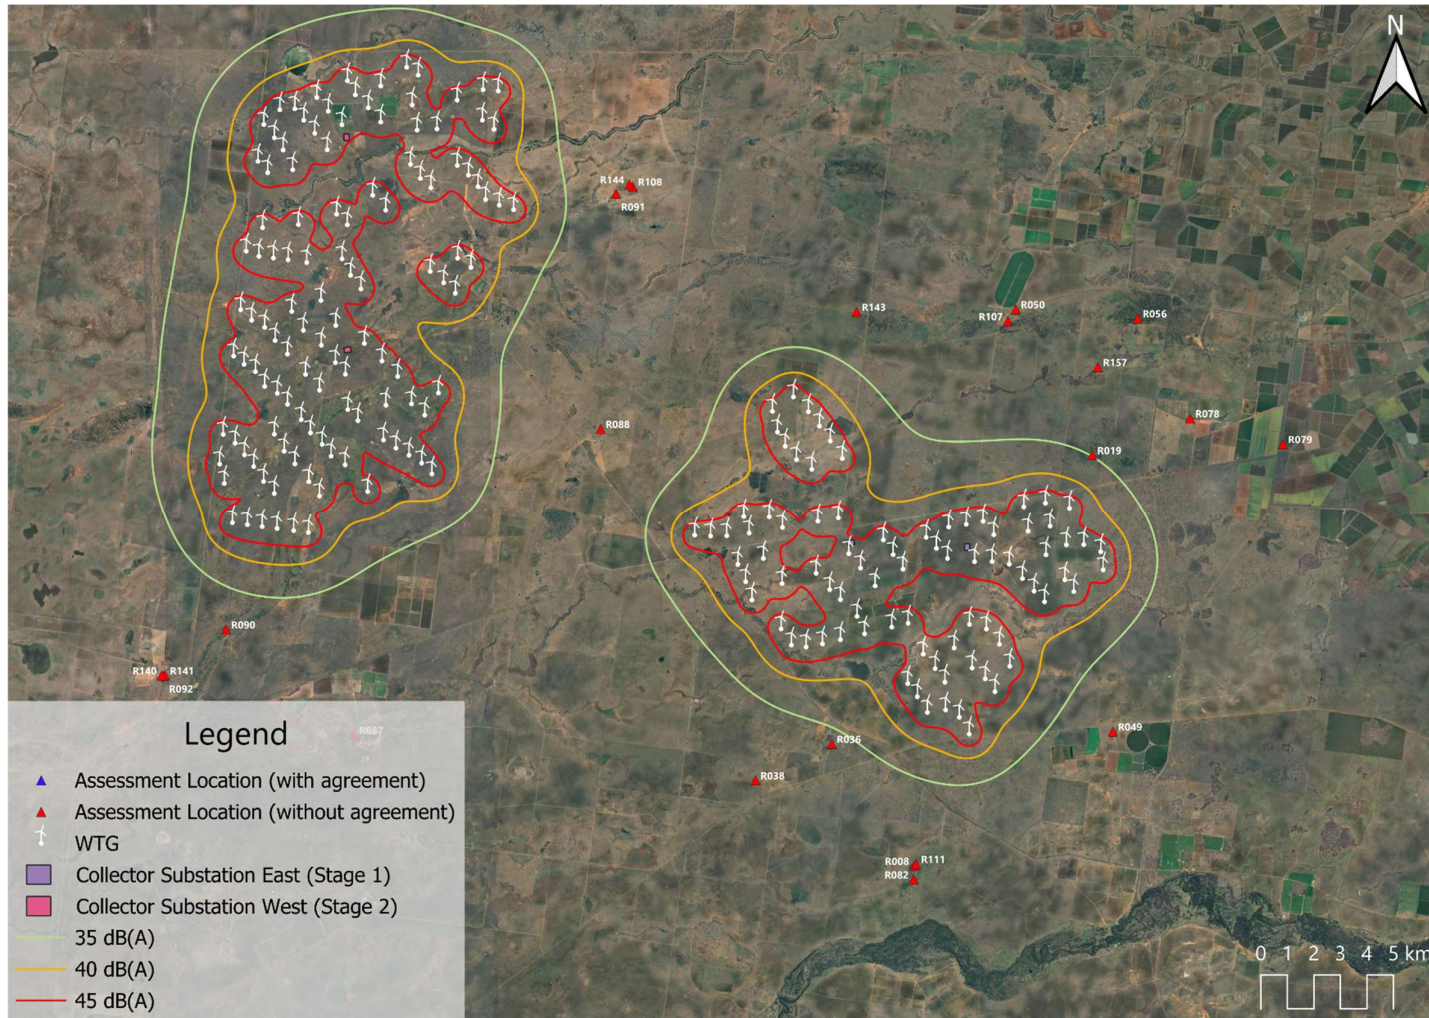 N
R144
R108
R091
R143
R050
R107
R056
R157
R078
R079
R088
R019
R090
R140
R141
R092
R087
R036
R049
R038
R008
R111
R082
Legend
Assessment Location (with agreement)
Assessment Location (without agreement)
WTG
Collector Substation East (Stage 1)
Collector Substation West (Stage 2)
35 dB(A)
40 dB(A)
45 dB(A)
0 1 2 3 4 5 km